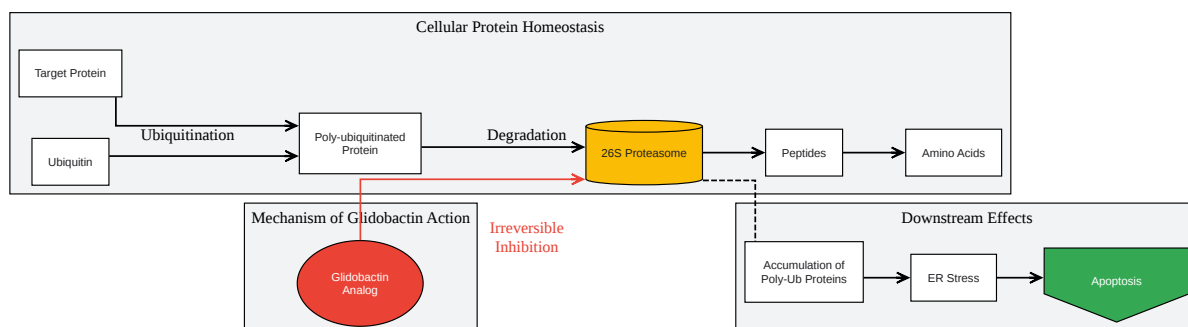 Cellular Protein Homeostasis
Target Protein
Ubiquitination
Ubiquitin
Poly-ubiquitinated
Protein
Degradation
26S Proteasome
Peptides
Amino Acids
Mechanism of Glidobactin Action
Irreversible
Inhibition
Glidobactin
Analog
Downstream Effects
Accumulation of
Poly-Ub Proteins
ER Stress
Apoptosis